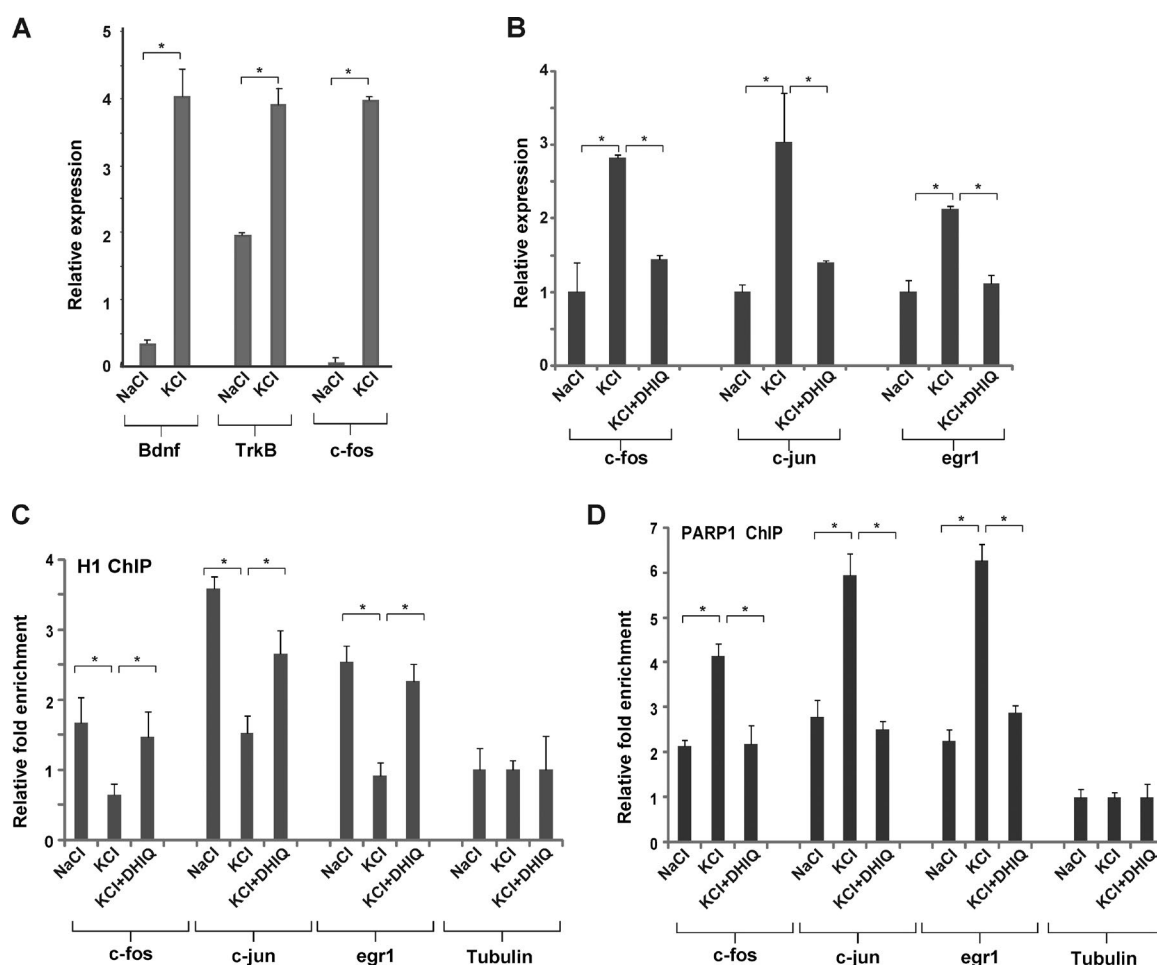 A
Relative expression
5
4
3
2
1
0
* * *
NaCl KCl NaCl KCl NaCl KCl
Bdnf TrkB c-fos
B
Relative expression
4
3
2
1
0
* * * * * *
NaCl KCl KCl+DHIQ NaCl KCl KCl+DHIQ NaCl KCl KCl+DHIQ
c-fos c-jun egr1
C
H1 ChIP
Relative fold enrichment
4
3
2
1
0
* * * * * *
NaCl KCl KCl+DHIQ NaCl KCl KCl+DHIQ NaCl KCl KCl+DHIQ NaCl KCl KCl+DHIQ
c-fos c-jun egr1 Tubulin
D
PARP1 ChIP
Relative fold enrichment
7
6
5
4
3
2
1
0
* * * * * *
NaCl KCl KCl+DHIQ NaCl KCl KCl+DHIQ NaCl KCl KCl+DHIQ NaCl KCl KCl+DHIQ
c-fos c-jun egr1 Tubulin